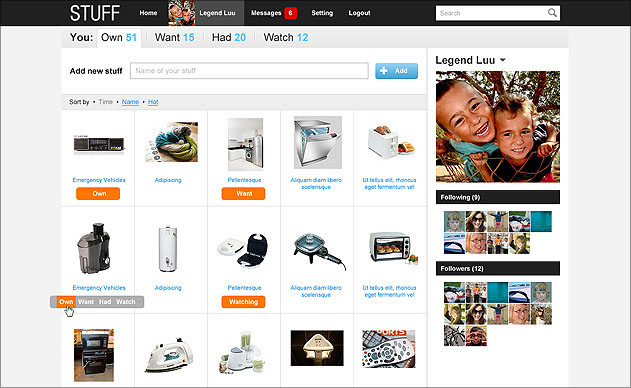 STUFF Home Legend Luu Messages 6 Setting Logout Search
You: Own 51 Want 15 Had 20 Watch 12
Add new stuff Name of your stuff + Add
Sort by • Time • Name • Hot
Emergency Vehicles Adipiscing Pellentesque Aliquam diam libero scelerisque Ut tellus elit, rhoncus eget fermentum vel
Own Want
Emergency Vehicles Adipiscing Pellentesque Aliquam diam libero scelerisque Ut tellus elit, rhoncus eget fermentum vel
Own Want Had Watch Watching
Legend Luu
Following (9)
Followers (12)